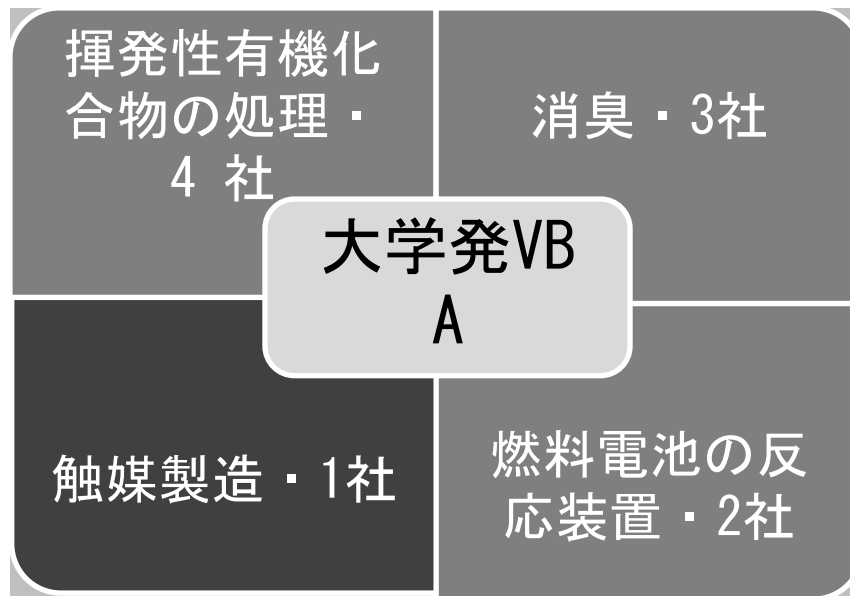 揮発性有機化
合物の処理・
4 社
消臭・3社
大学発VB
A
触媒製造・1社
燃料電池の反
応装置・2社